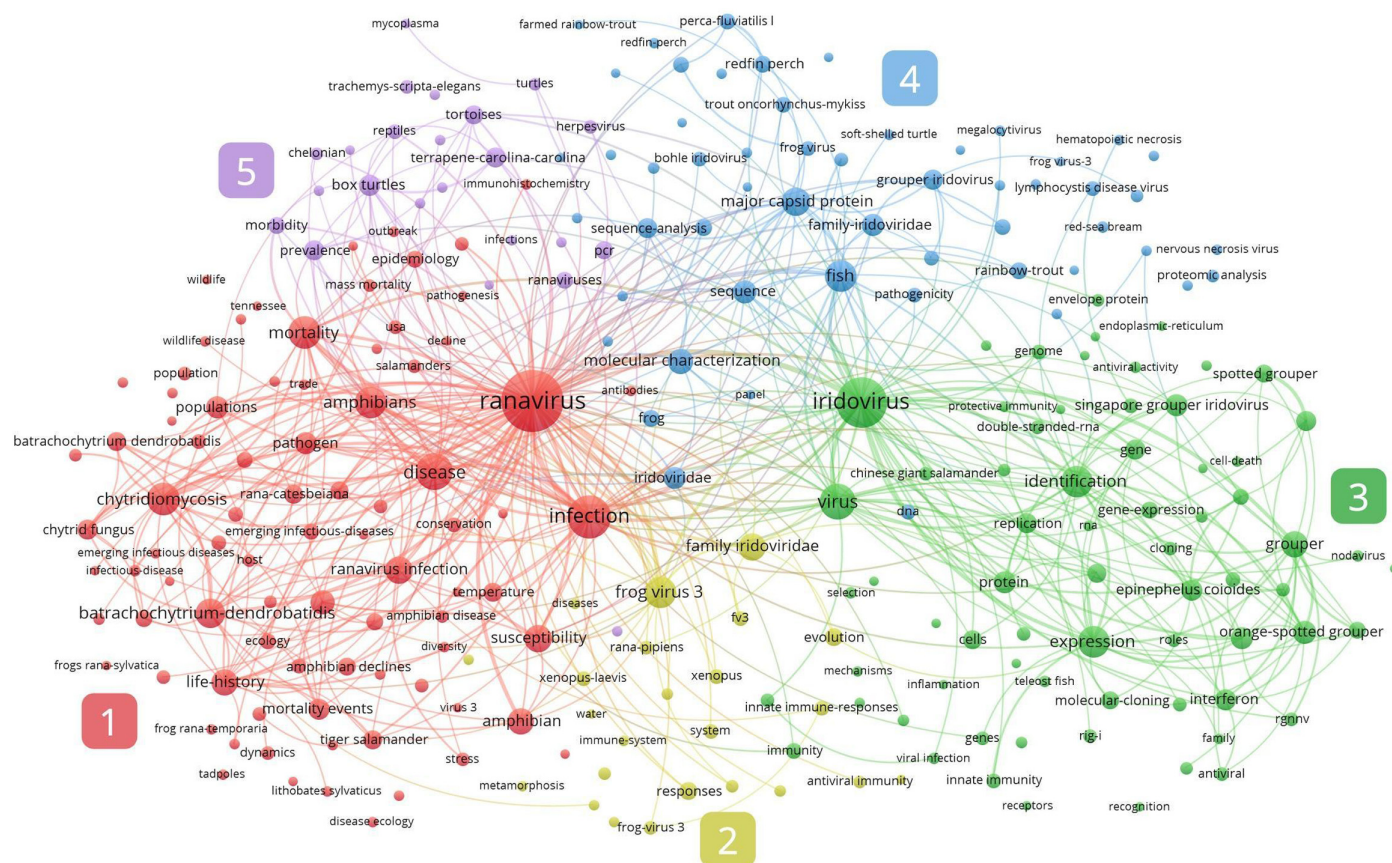 mycoplasma
farmed rainbow-trout
perca-fluviatilis l
redfin-perch
redfin perch
4
trachemys-scripta-elegans
turtles
trout oncorhynchus-mykiss
tortoises
reptiles
herpesvirus
soft-shelled turtle
megalocytivirus
hematopoietic necrosis
frog virus
chelonian
terrapene-carolina-carolina
bohle iridovirus
frog virus-3
5
box turtles
immunohistochemistry
grouper iridovirus
lymphocystis disease virus
major capsid protein
morbidity
outbreak
sequence-analysis
family-iridoviridae
red-sea bream
prevalence
epidemiology
infections
pcr
nervous necrosis virus
wildlife
mass mortality
ranaviruses
fish
rainbow-trout
proteomic analysis
pathogenesis
sequence
pathogenicity
envelope protein
tennessee
usa
endoplasmic-reticulum
mortality
decline
wildlife disease
genome
molecular characterization
antiviral activity
population
salamanders
spotted grouper
trade
antibodies
panel
populations
amphibians
ranavirus
iridovirus
protective immunity
singapore grouper iridovirus
frog
double-stranded-rna
batrachochytrium dendrobatidis
pathogen
gene
cell-death
disease
iridoviridae
chinese giant salamander
identification
chytridiomycosis
rana-catesbeiana
virus
3
infection
dna
gene-expression
chytrid fungus
emerging infectious-diseases
conservation
replication
rna
family iridoviridae
cloning
grouper
emerging infectious diseases
host
nodavirus
infectious-disease
ranavirus infection
protein
epinephelus coioides
temperature
frog virus 3
selection
diseases
batrachochytrium-dendrobatidis
amphibian disease
fv3
ecology
susceptibility
evolution
cells
expression
roles
orange-spotted grouper
diversity
rana-pipiens
frogs rana-sylvatica
amphibian declines
mechanisms
life-history
xenopus-laevis
xenopus
inflammation
teleost fish
1
mortality events
virus 3
water
innate immune-responses
molecular-cloning
interferon
amphibian
frog rana-temporaria
system
rgnnv
tiger salamander
immune-system
genes
rig-i
family
dynamics
immunity
stress
viral infection
tadpoles
metamorphosis
antiviral immunity
innate immunity
antiviral
lithobates sylvaticus
responses
receptors
recognition
disease ecology
frog-virus 3
2